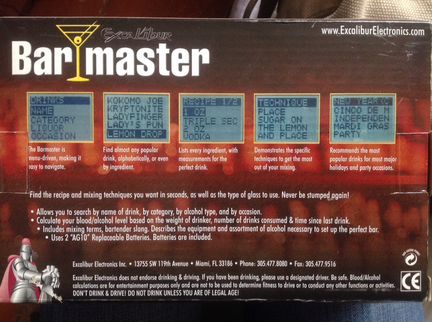 Excalibur
www.ExcaliburElectronics.com
Bar master
DRINKS
NAME
CATEGORY
LIQUOR
OCCASION
KOKOMO JOE
KRYPTONITE
LADYFINGER
LADY'S PUN
LEMON DROP
RECIPE 1/2
1 OZ
TRIPLE SEC
2 OZ
VODKA
TECHNIQUE
PLACE
SUGAR ON
THE LEMON
AND PLACE
NEW YEAR
CINCO DE M
INDEPENDEN
MARDI GRAS
PARTY
The Barmaster is
menu-driven, making it
easy to navigate.
Find almost any popular
drink, alphabetically, or even
by ingredient.
Lists every ingredient, with
measurements for the
perfect drink.
Demonstrates the specific
techniques to get the most
out of your mixing.
Recommends the most
popular drinks for most major
holidays and party occasions.
Find the recipe and mixing techniques you want in seconds, as well as the type of glass to use. Never be stumped again!
• Allows you to search by name of drink, by category, by alcohol type, and by occasion.
• Calculate your blood/alcohol level based on the weight of drinker, number of drinks consumed & time since last drink.
• Includes mixing terms, bartender slang. Describes the equipment and assortment of alcohol necessary to set up the perfect bar.
• Uses 2 "AG10" Replaceable Batteries. Batteries are included.
Excalibur Electronics Inc. • 13755 SW 119th Avenue • Miami, FL 33186 • Phone: 305.477.8080 • Fax: 305.477.9516
Excalibur Electronics does not endorse drinking & driving. If you have been drinking, please use a designated driver. Be safe. Blood/Alcohol
calculations are for entertainment purposes only and are not to be used to determine fitness to drive or to conduct any other functions or activities.
DON'T DRINK & DRIVE! DO NOT DRINK UNLESS YOU ARE OF LEGAL AGE!
CE